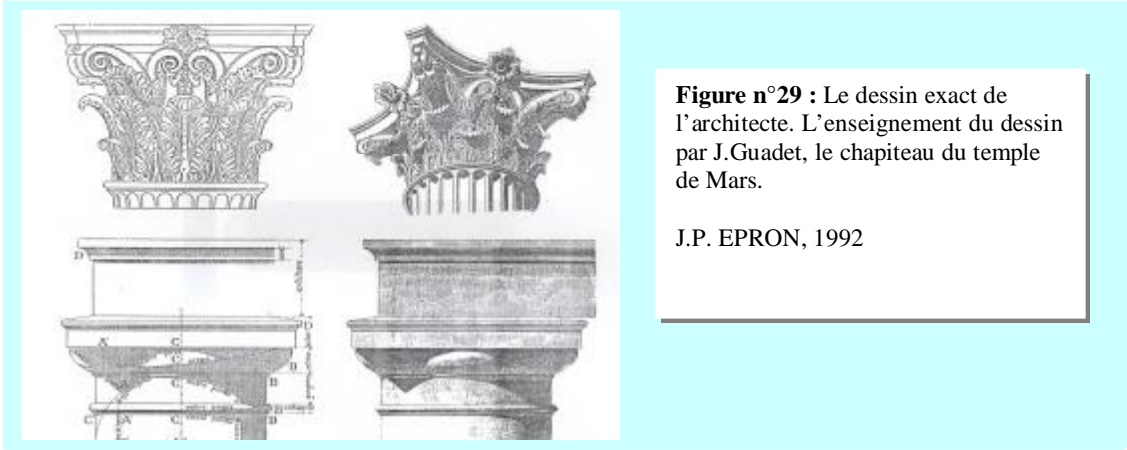 Figure n°29 : Le dessin exact de
l’architecte. L’enseignement du dessin
par J.Guadet, le chapiteau du temple
de Mars.
J.P. EPRON, 1992
D
D
A
C
C
B
C
B
C
A
C
B